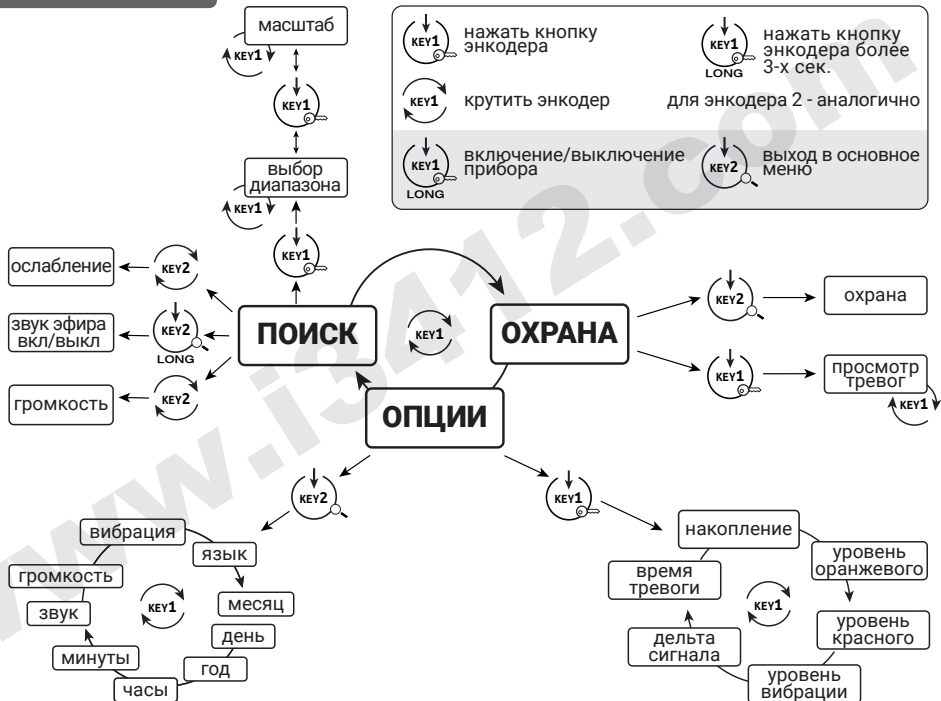 масштаб
KEY1
KEY1
выбор
диапазона
KEY1
KEY1
KEY1
нажать кнопку
энкодера
KEY1
LONG
нажать кнопку
энкодера более
3-х сек.
KEY1
крутить энкодер
для энкодера 2 - аналогично
KEY1
LONG
включение/выключение
прибора
KEY2
выход в основное
меню
ослабление
KEY2
звук эфира
вкл/выкл
KEY2
LONG
громкость
KEY2
ПОИСК
KEY1
ОХРАНА
ОПЦИИ
KEY2
охрана
KEY1
просмотр
тревог
KEY1
KEY2
KEY1
вибрация
язык
громкость
месяц
KEY1
звук
день
минуты
год
часы
накопление
уровень
оранжевого
время
тревоги
KEY1
уровень
красного
дельта
сигнала
уровень
вибрации
www.i3412.com